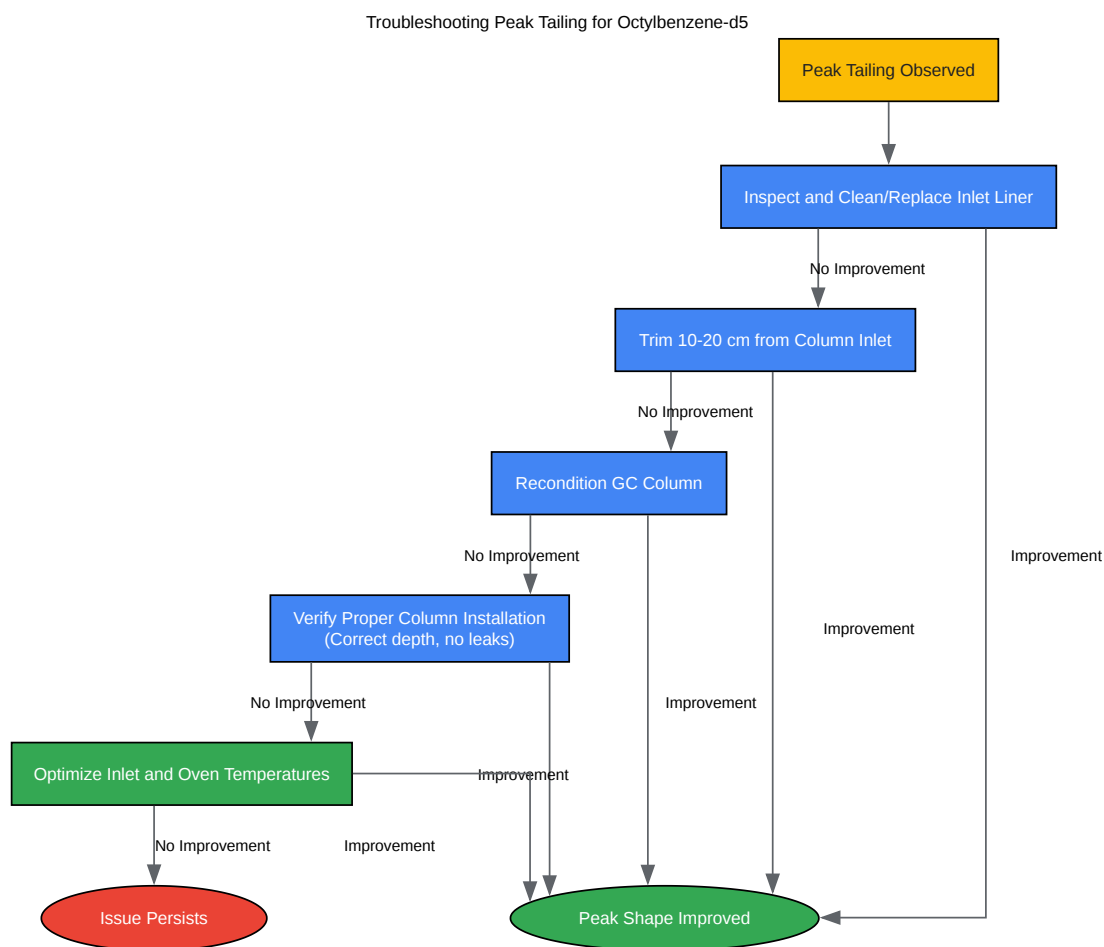 Troubleshooting Peak Tailing for Octylbenzene-d5
Peak Tailing Observed
Inspect and Clean/Replace Inlet Liner
No Improvement
Trim 10-20 cm from Column Inlet
No Improvement
Recondition GC Column
No Improvement
Improvement
Verify Proper Column Installation
(Correct depth, no leaks)
Improvement
No Improvement
Improvement
Optimize Inlet and Oven Temperatures
Improvement
No Improvement
Improvement
Issue Persists
Peak Shape Improved